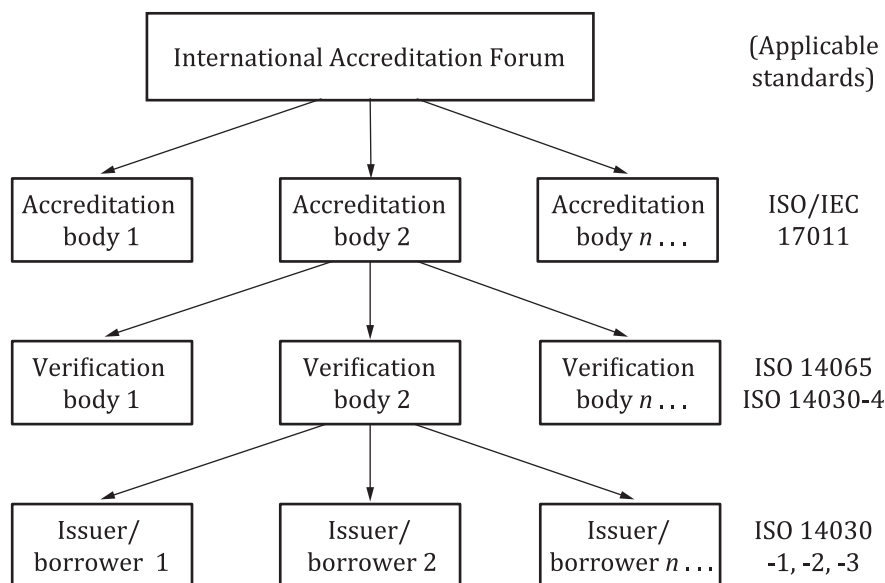 International Accreditation Forum
(Applicable
standards)
Accreditation
body 1
Accreditation
body 2
Accreditation
body n . . .
ISO/IEC
17011
Verification
body 1
Verification
body 2
Verification
body n . . .
ISO 14065
ISO 14030-4
Issuer/
borrower 1
Issuer/
borrower 2
Issuer/
borrower n . . .
ISO 14030
-1, -2, -3